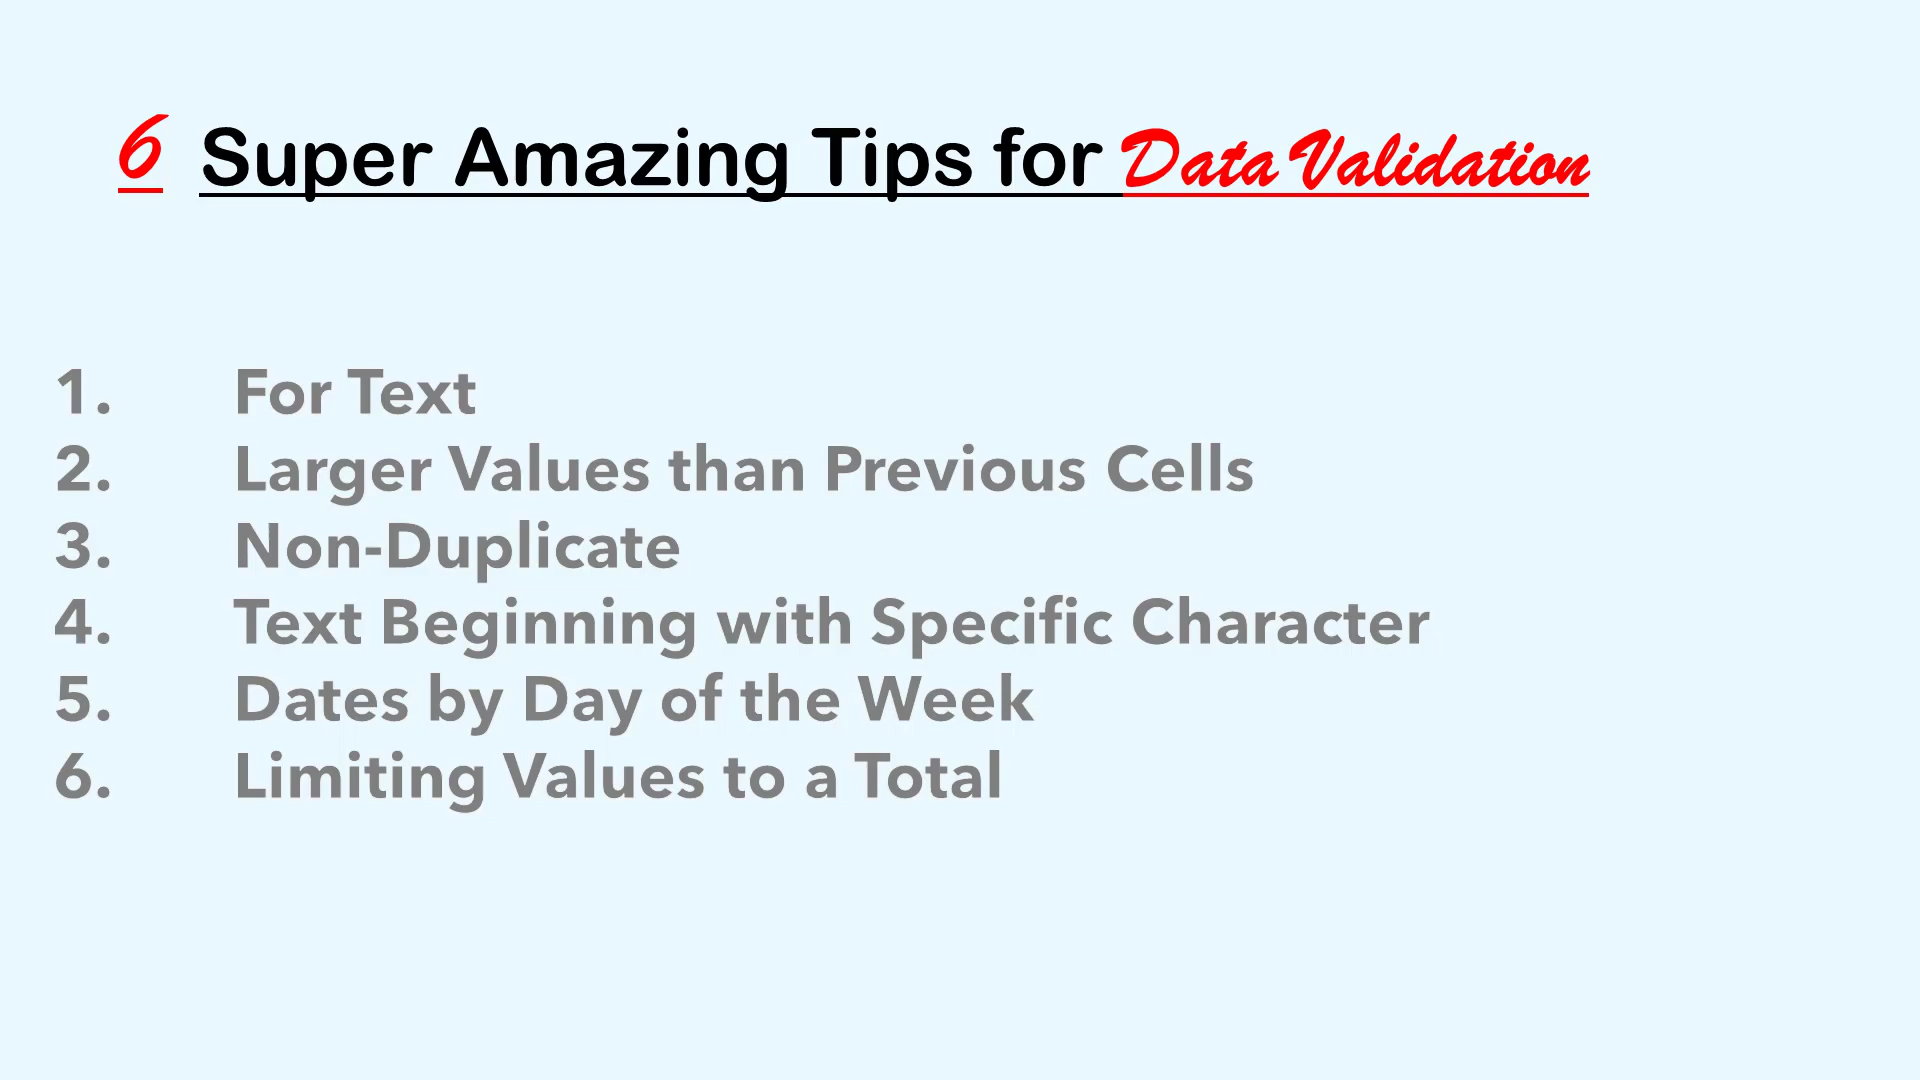 6 Super Amazing Tips for Data Validation
1. For Text
2. Larger Values than Previous Cells
3. Non-Duplicate
4. Text Beginning with Specific Character
5. Dates by Day of the Week
6. Limiting Values to a Total